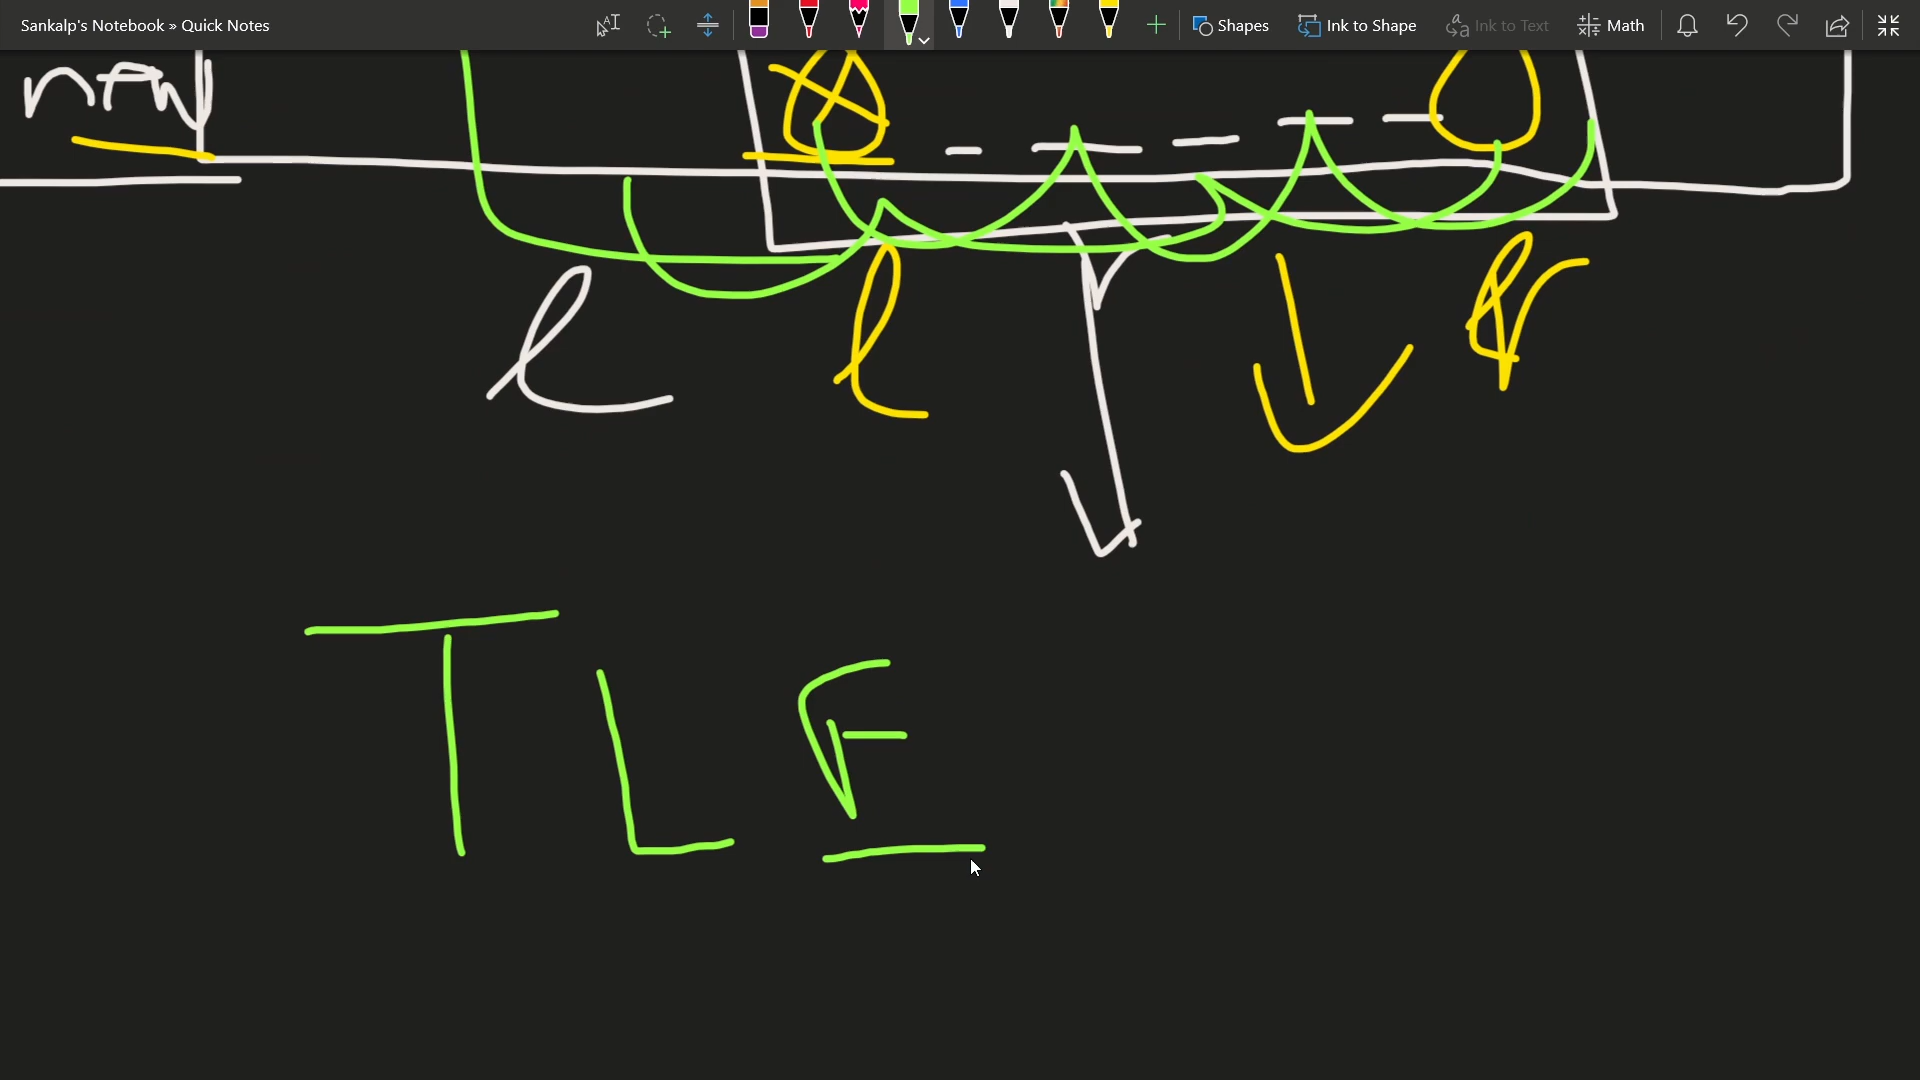 Sankalp's Notebook » Quick Notes
Shapes
Ink to Shape
Ink to Text
Math
l l r r
TLE